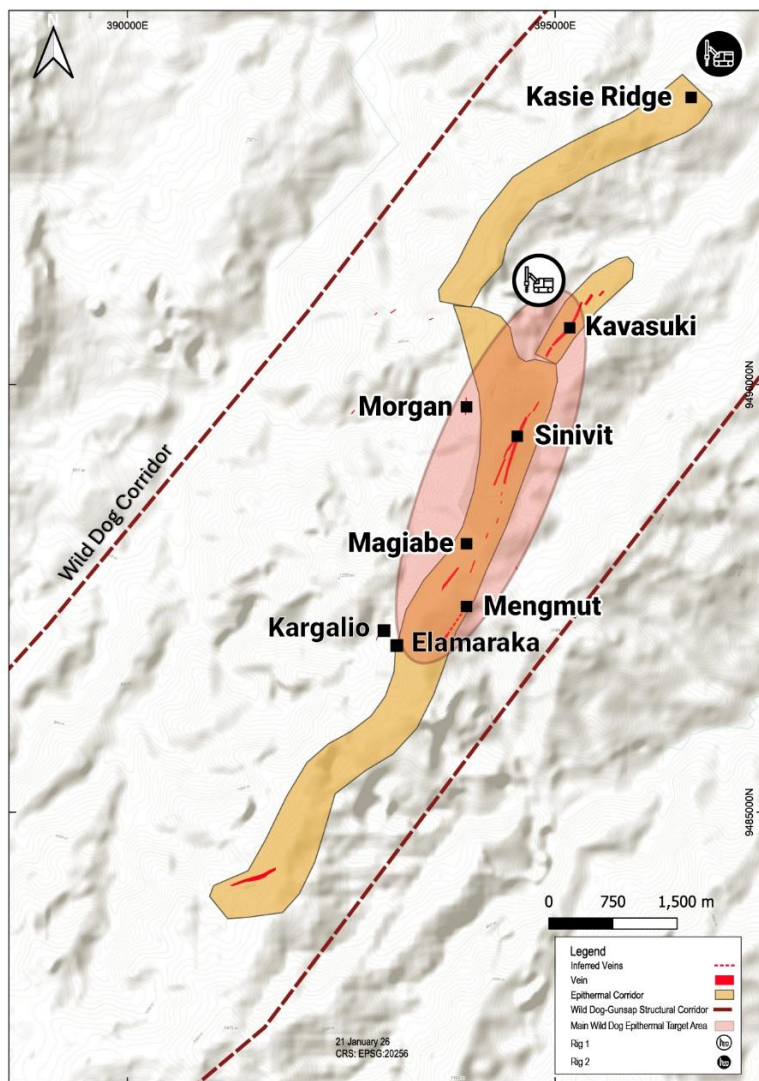 N
390000E
395000E
Kasie Ridge
Kavasuki
9490000N
Morgan
Sinivit
Wild Dog Corridor
Magiabe
Mengmut
Kargalio
Elamaraka
9485000N
0 750 1,500 m
Legend
Inferred Veins
Vein
Epithermal Corridor
Wild Dog-Gunsap Structural Corridor
Main Wild Dog Epithermal Target Area
Rig 1
Rig 2
21 January 26
CRS: EPSG:20256